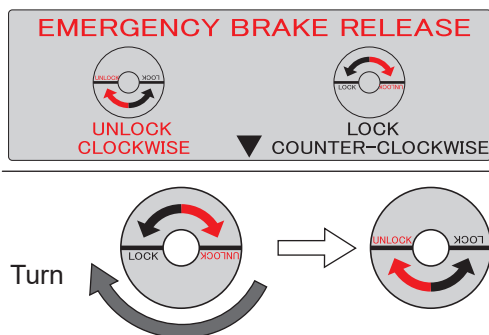 EMERGENCY BRAKE RELEASE
UNLOCK LOCK
LOCK UNLOCK
UNLOCK
CLOCKWISE
LOCK
COUNTER-CLOCKWISE
LOCK UNLOCK
UNLOCK LOCK
Turn